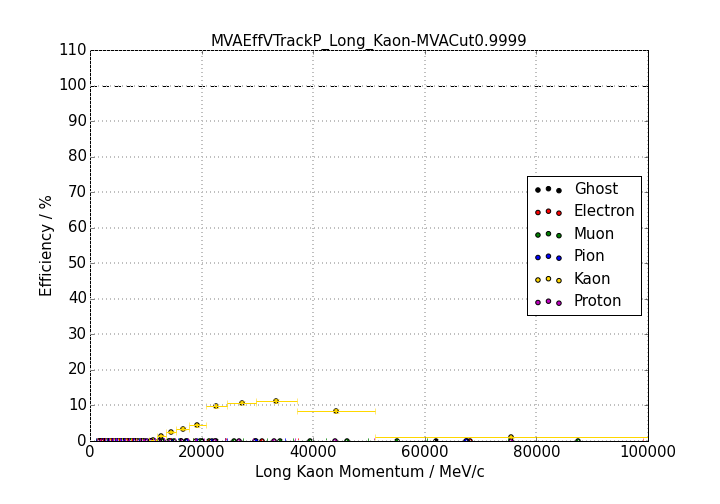 MVAEffVTrackP_Long_Kaon-MVACut0.9999
110
100
90
80
70
60
50
40
30
20
10
0
Efficiency / %
Ghost
Electron
Muon
Pion
Kaon
Proton
0 20000 40000 60000 80000 100000
Long Kaon Momentum / MeV/c